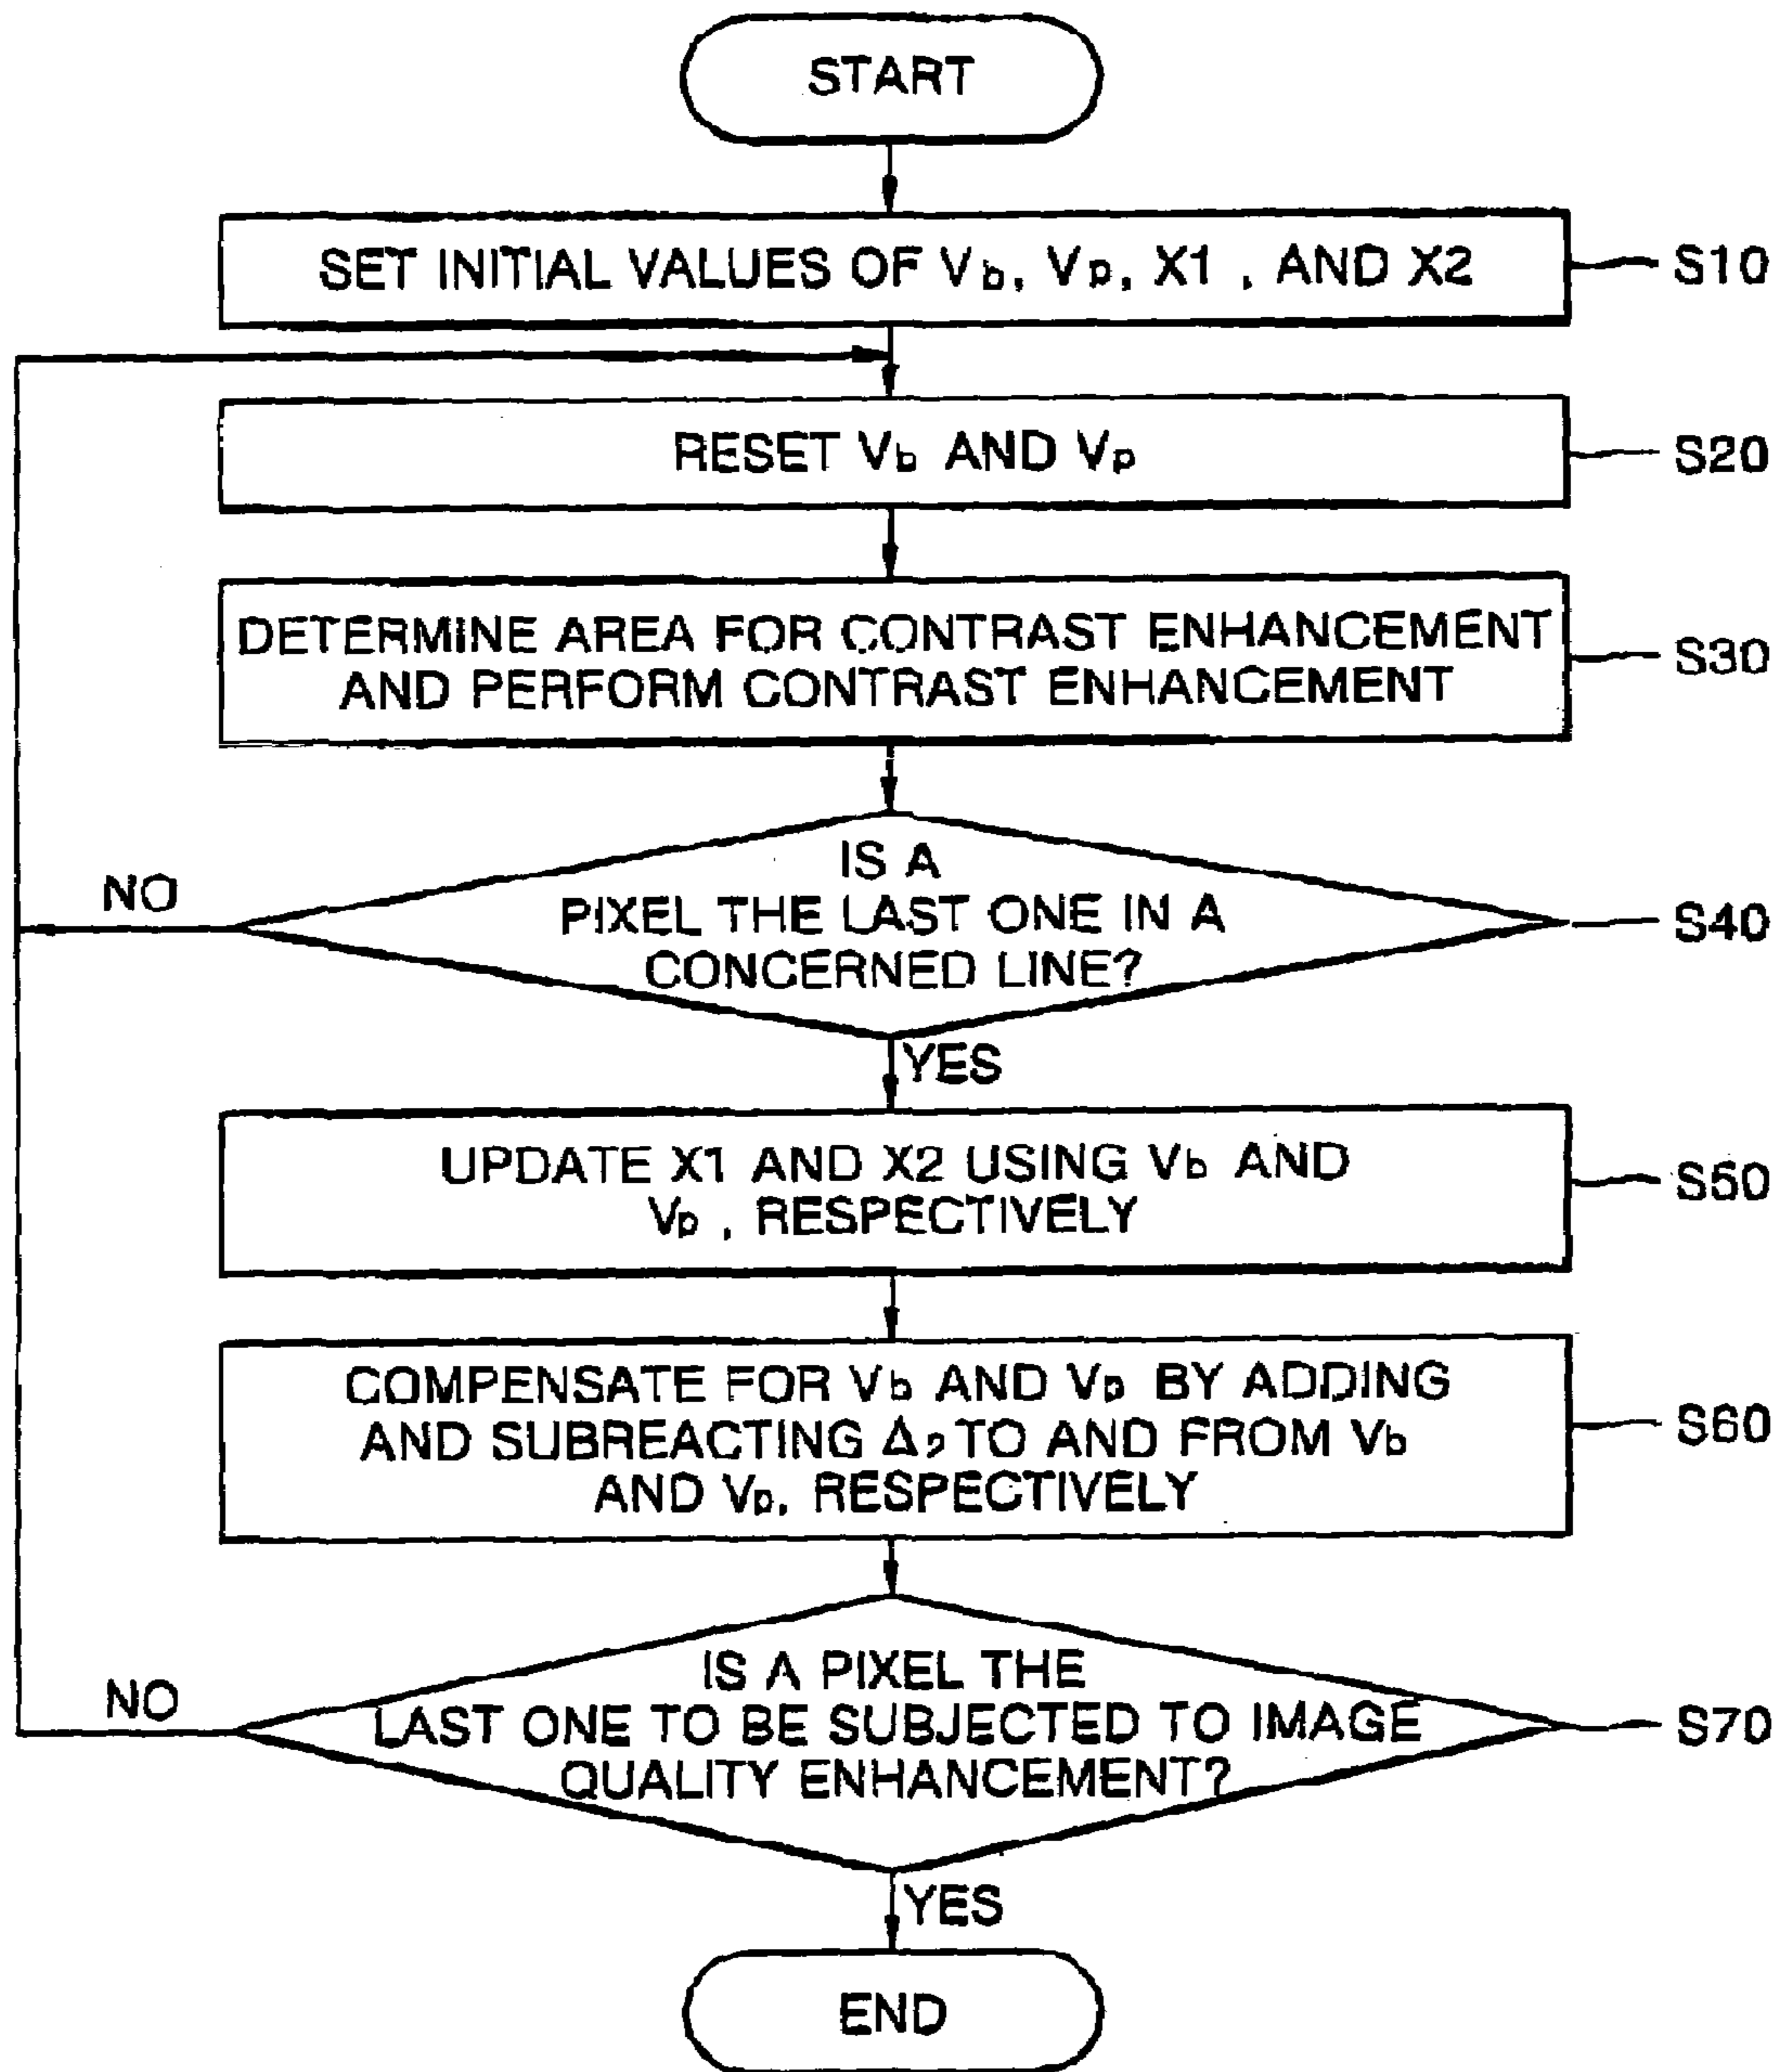 START
SET INITIAL VALUES OF Vb, Vp, X1 , AND X2
S10
RESET Vb AND Vp
S20
DETERMINE AREA FOR CONTRAST ENHANCEMENT
AND PERFORM CONTRAST ENHANCEMENT
S30
IS A
PIXEL THE LAST ONE IN A
CONCERNED LINE?
S40
NO
YES
UPDATE X1 AND X2 USING Vb AND
Vp , RESPECTIVELY
S50
COMPENSATE FOR Vb AND Vp BY ADDING
AND SUBREACTING Δ2 TO AND FROM Vb
AND Vp, RESPECTIVELY
S60
IS A PIXEL THE
LAST ONE TO BE SUBJECTED TO IMAGE
QUALITY ENHANCEMENT?
S70
NO
YES
END